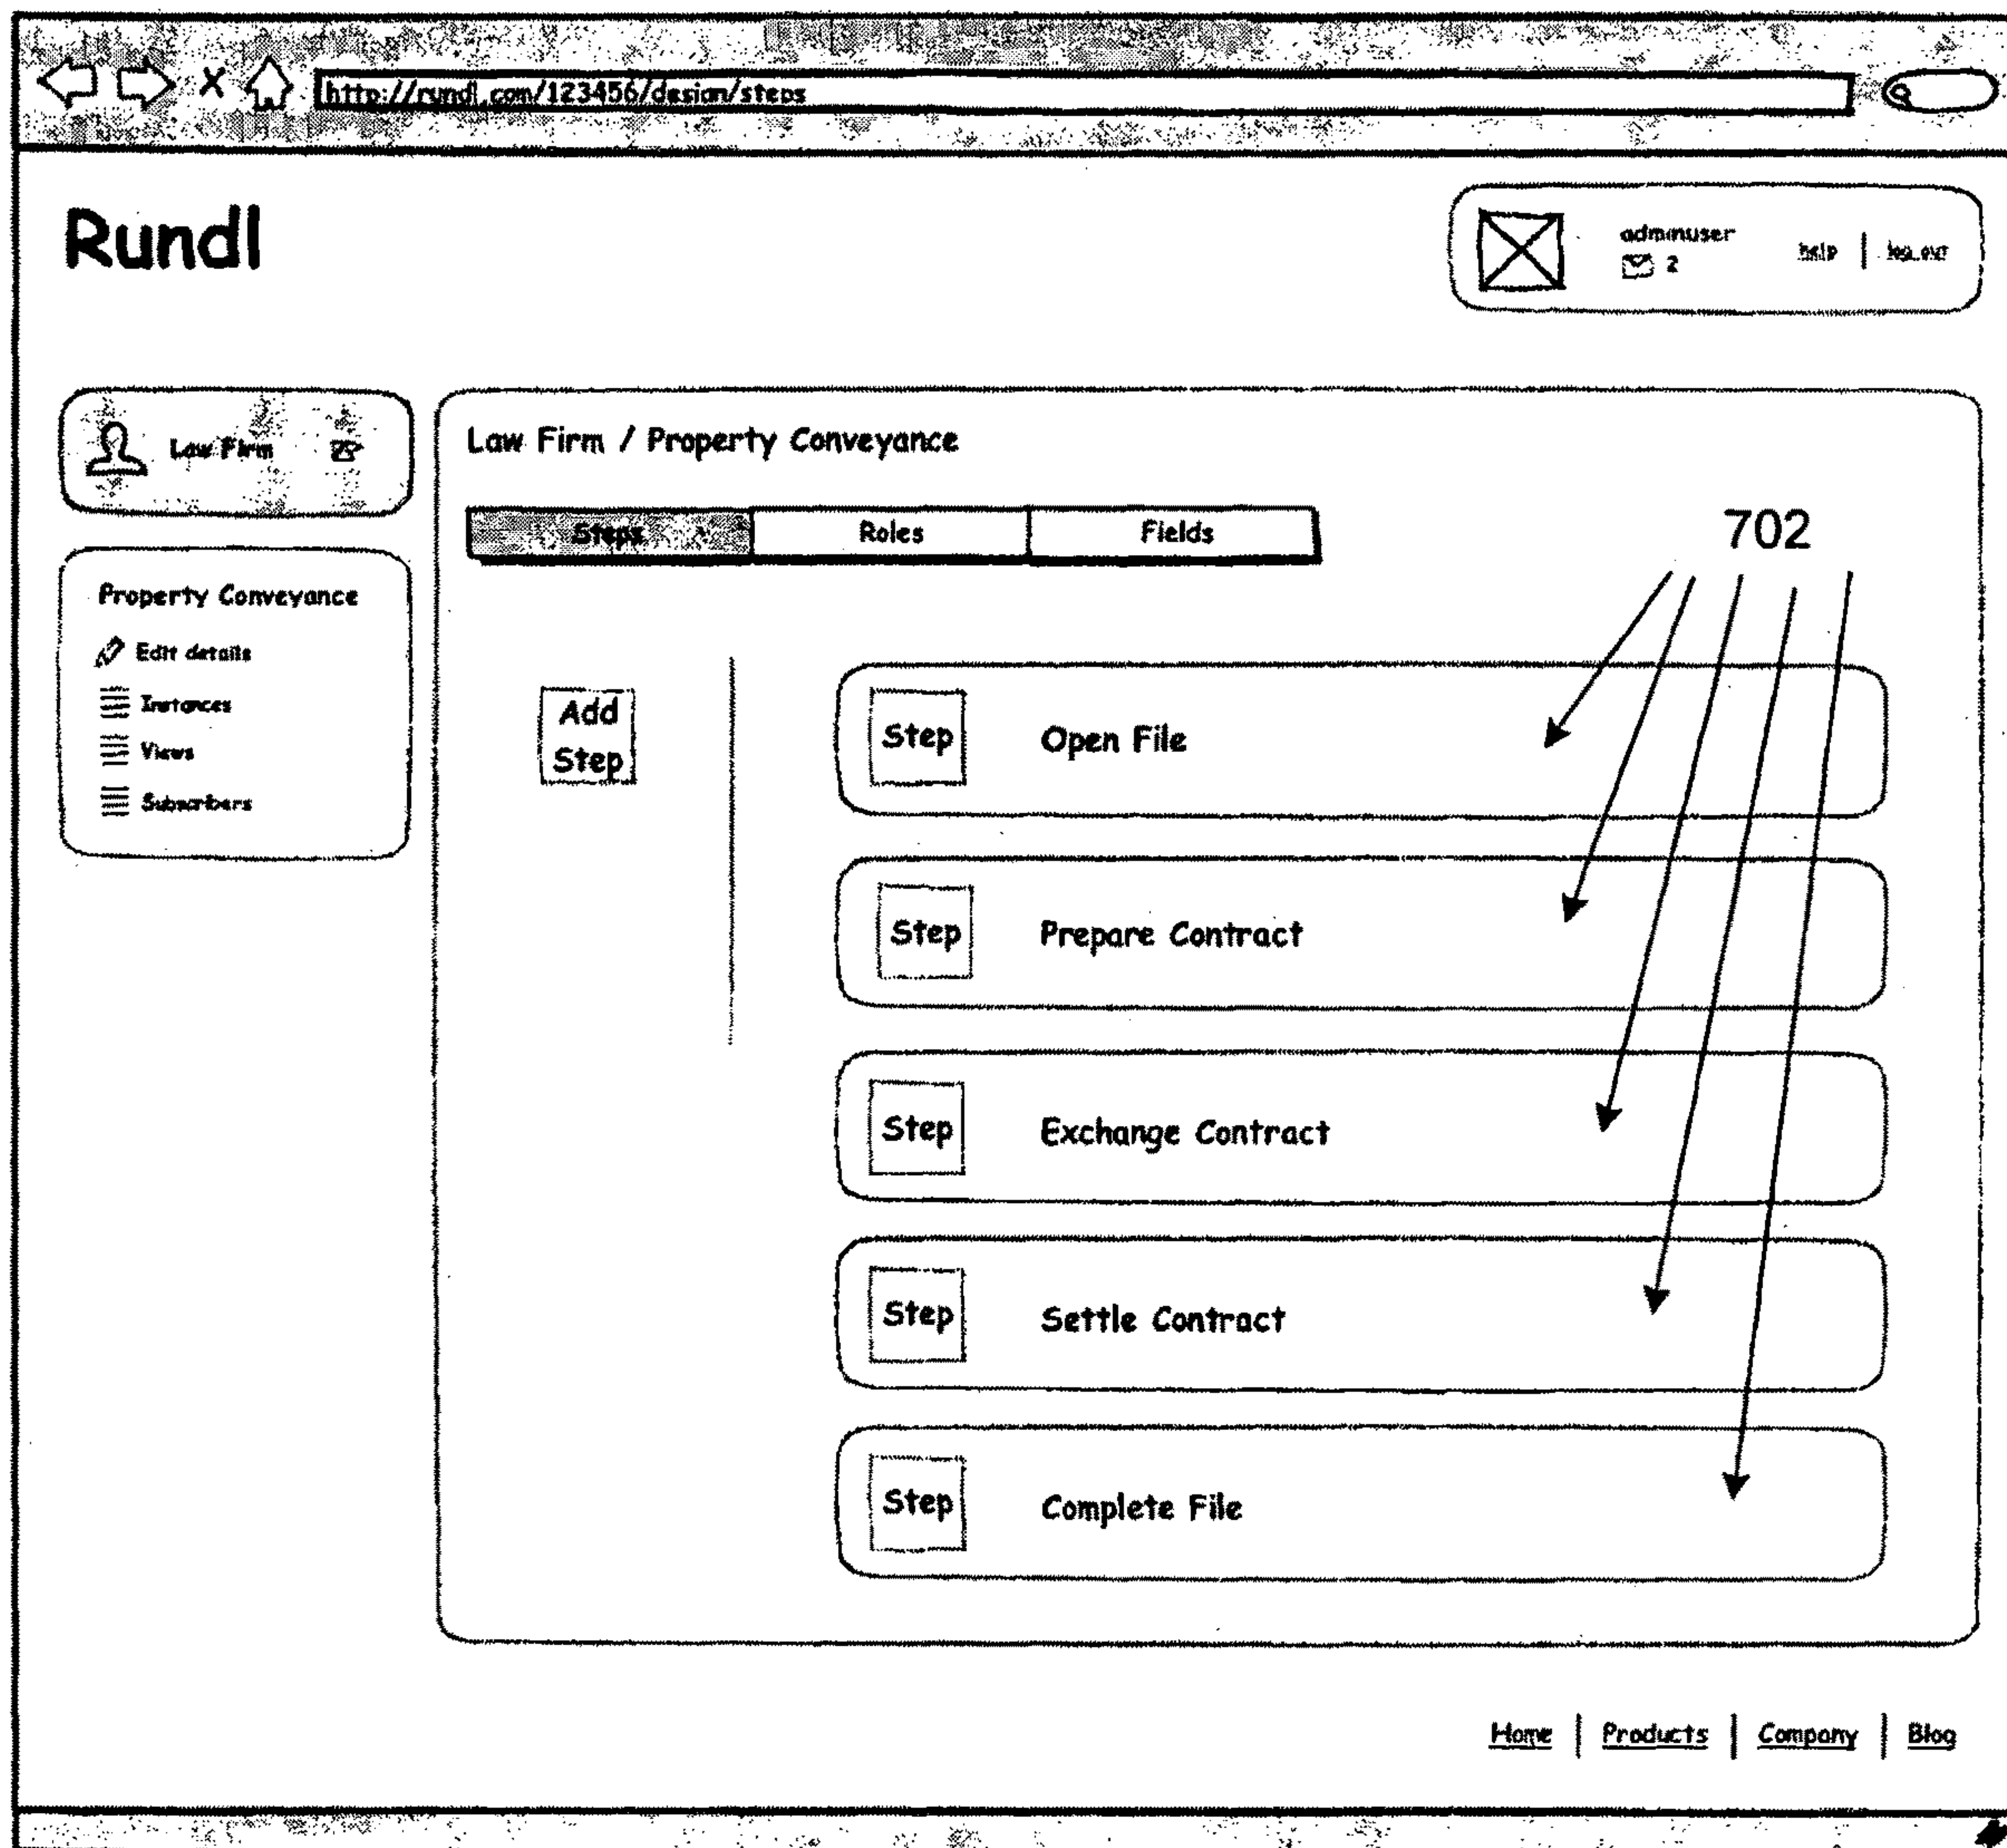 http://rundl.com/123456/design/steps
Rundl
adminuser
2
help | log out
Law Firm
Law Firm / Property Conveyance
Steps Roles Fields
702
Property Conveyance
Edit details
Instances
Views
Subscribers
Add
Step
Step Open File
Step Prepare Contract
Step Exchange Contract
Step Settle Contract
Step Complete File
Home | Products | Company | Blog